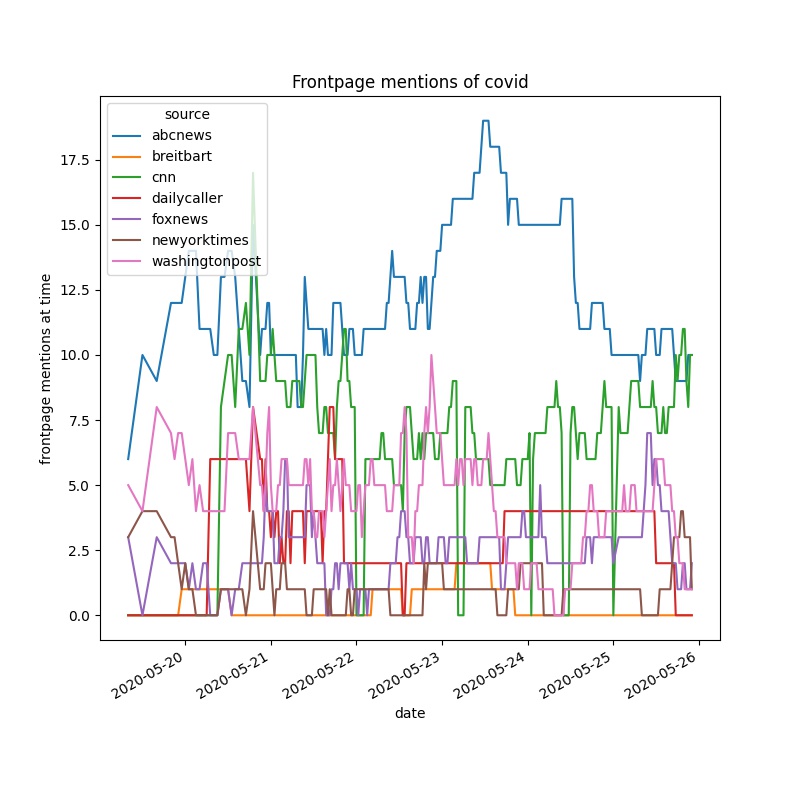 Frontpage mentions of covid
source
abcnews
breitbart
cnn
dailycaller
foxnews
newyorktimes
washingtonpost
frontpage mentions at time
17.5
15.0
12.5
10.0
7.5
5.0
2.5
0.0
2020-05-20
2020-05-21
2020-05-22
2020-05-23
2020-05-24
2020-05-25
2020-05-26
date